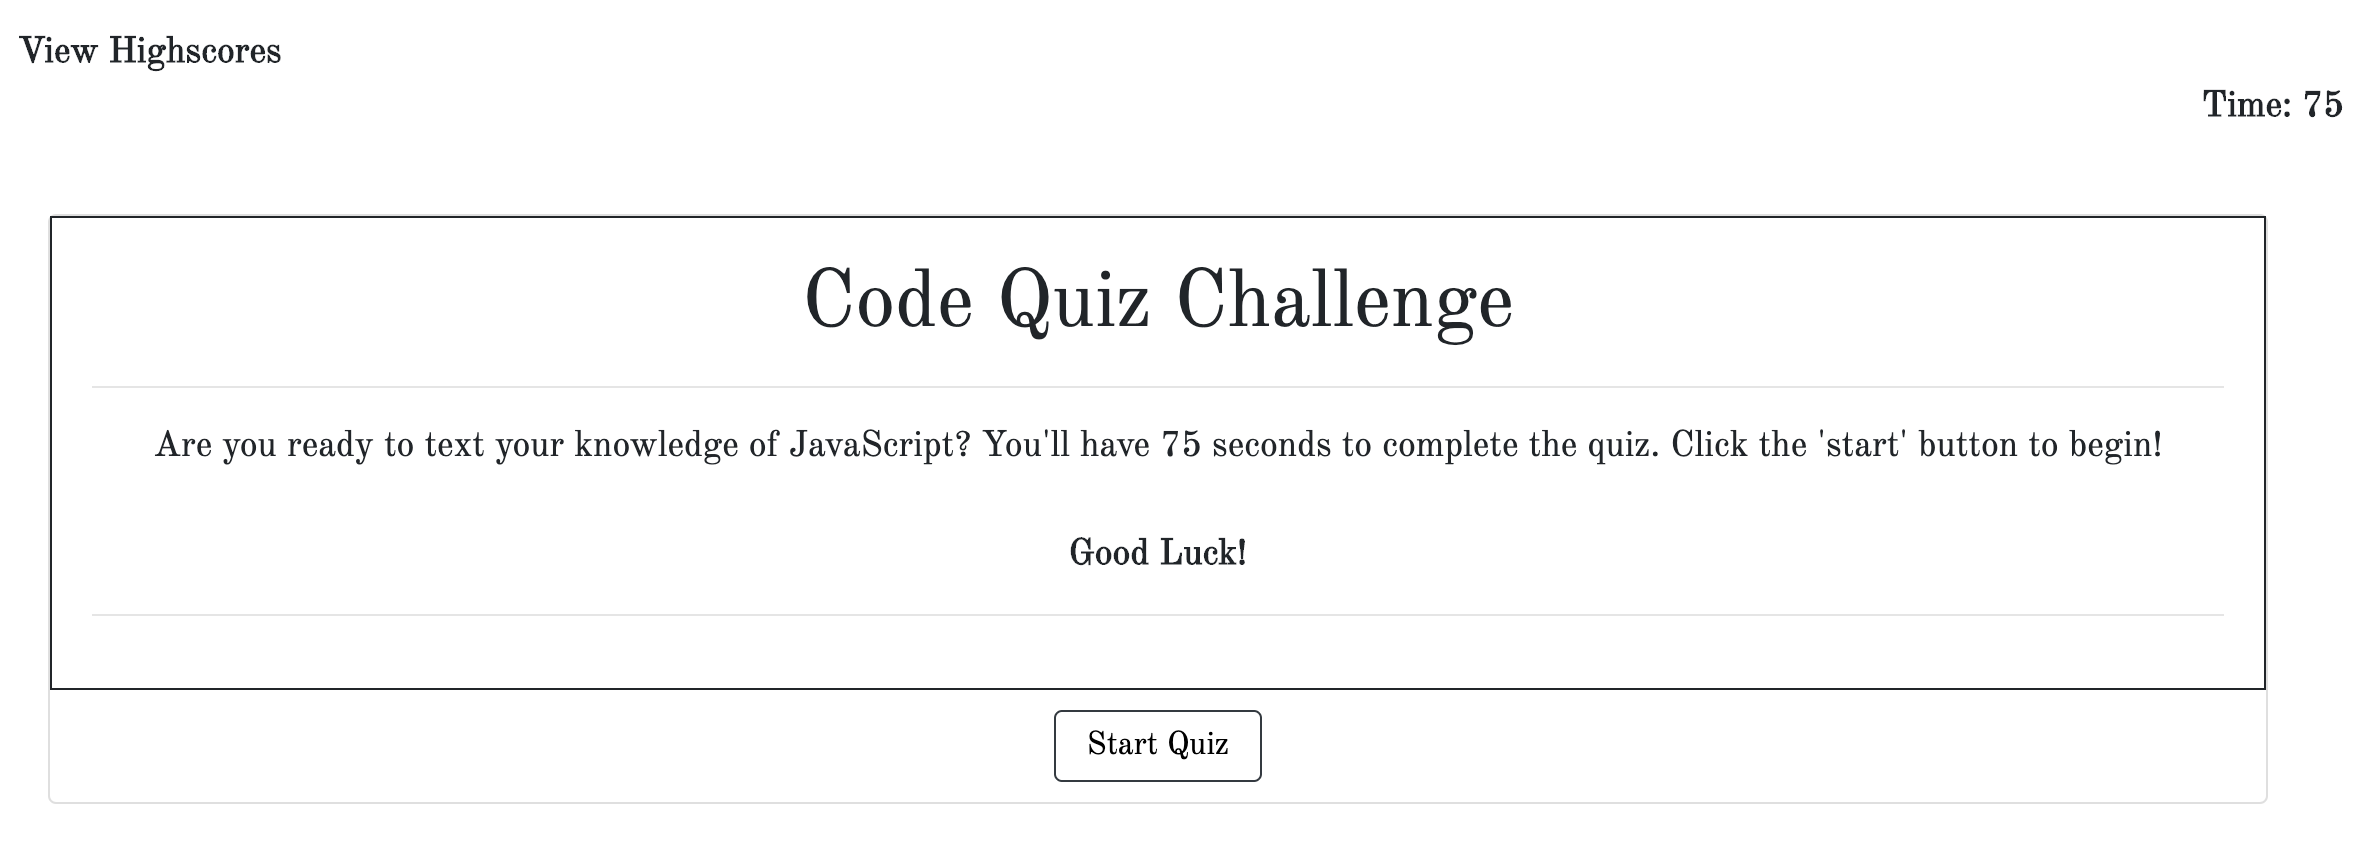 View Highscores
Time: 75
Code Quiz Challenge
Are you ready to text your knowledge of JavaScript? You'll have 75 seconds to complete the quiz. Click the 'start' button to begin!
Good Luck!
Start Quiz